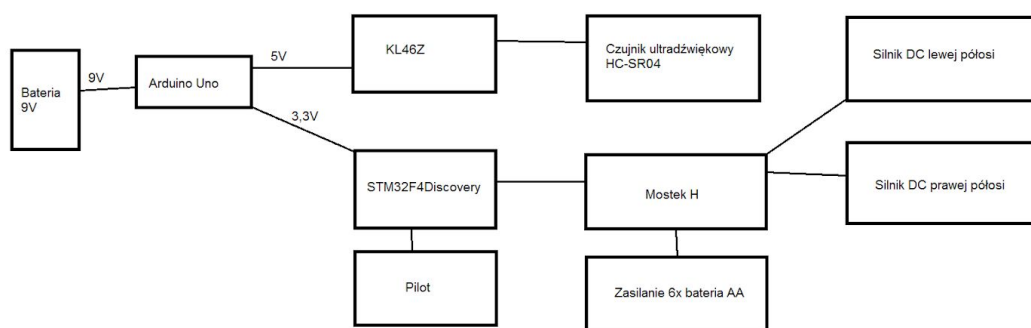 Bateria
9V
9V
Arduino Uno
5V
3,3V
KL46Z
Czujnik ultradźwiękowy
HC-SR04
STM32F4Discovery
Pilot
Mostek H
Zasilanie 6x bateria AA
Silnik DC lewej półosi
Silnik DC prawej półosi